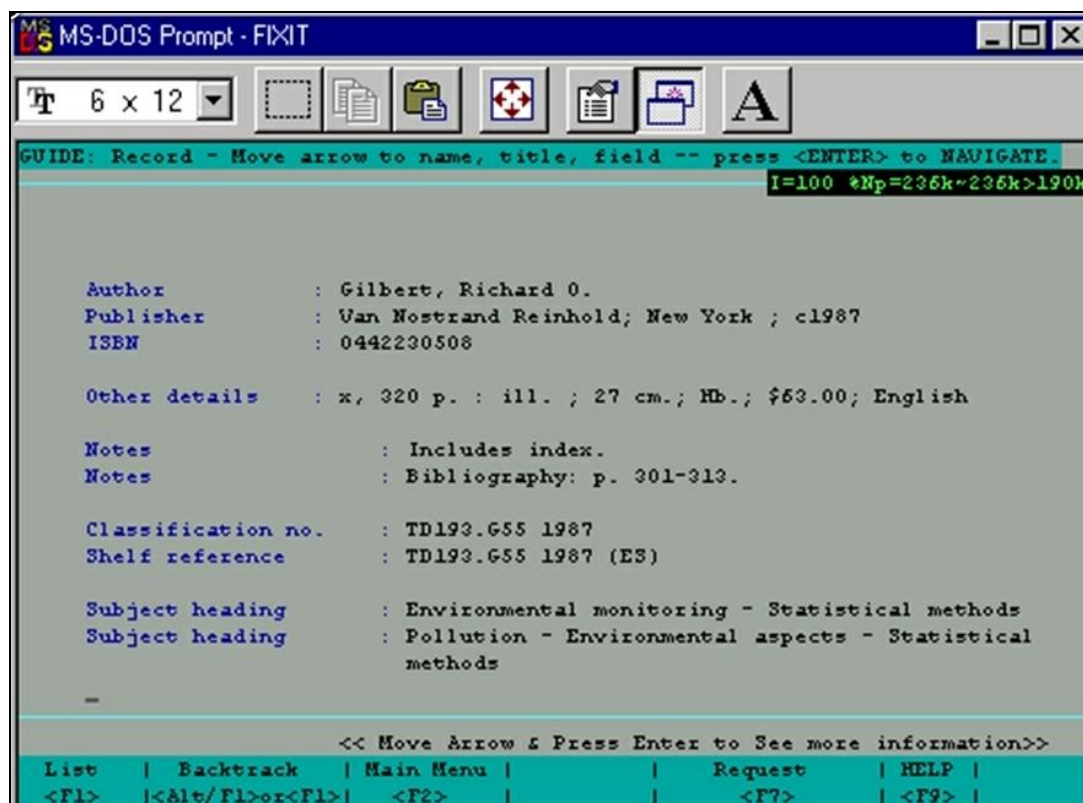 MS-DOS Prompt - FIXIT
6 x 12
GUIDE: Record - Move arrow to name, title, field -- press <ENTER> to NAVIGATE.
I=100 %Np=236k~236k>190k
Author : Gilbert, Richard O.
Publisher : Van Nostrand Reinhold; New York ; c1987
ISBN : 0442230508
Other details : x, 320 p. : ill. ; 27 cm.; Hb.; $63.00; English
Notes : Includes index.
Notes : Bibliography: p. 301-313.
Classification no. : TD193.G55 1987
Shelf reference : TD193.G55 1987 (ES)
Subject heading : Environmental monitoring - Statistical methods
Subject heading : Pollution - Environmental aspects - Statistical
methods
<< Move Arrow & Press Enter to See more information>>
List | Backtrack | Main Menu | | Request | HELP |
<F1> |<Alt/F1>or<F1>| <F2> | | <F7> | <F9> |